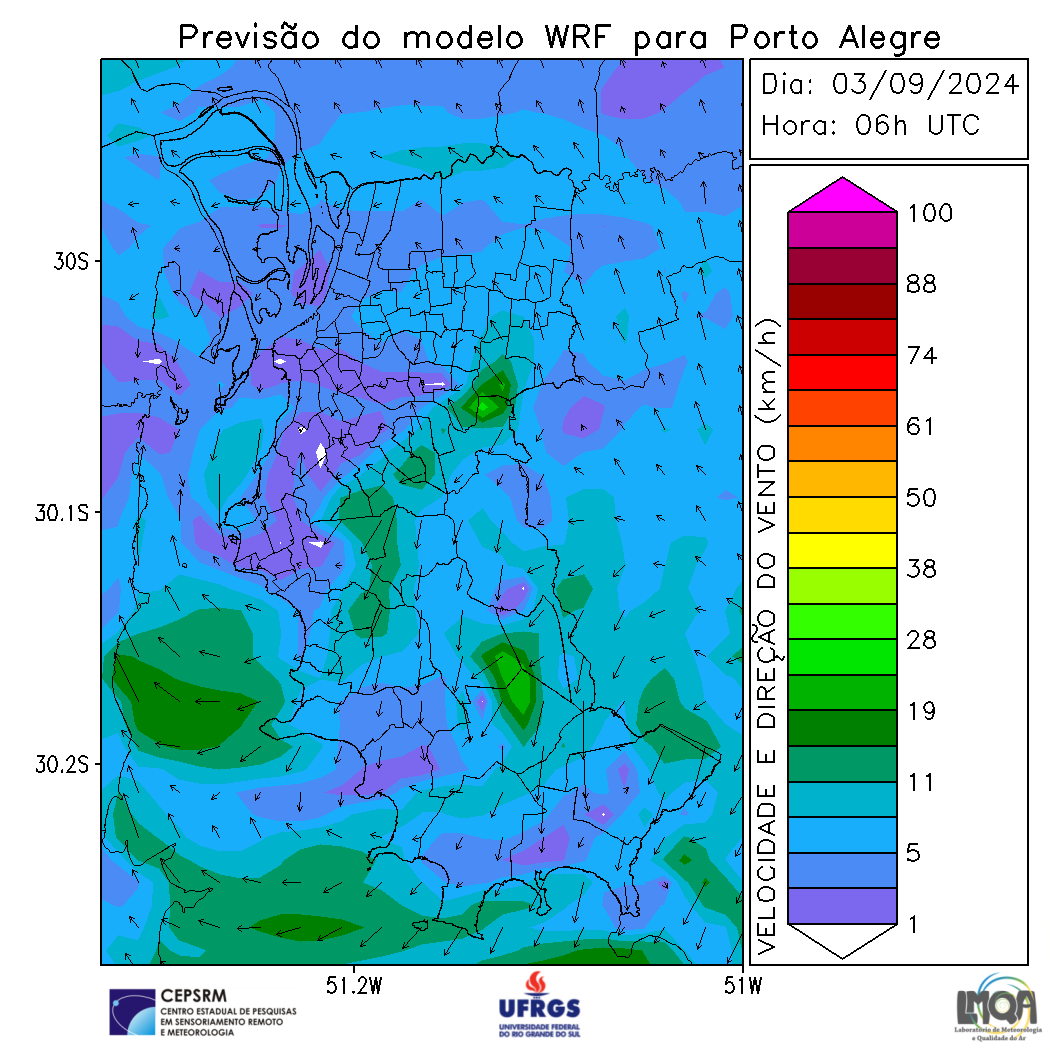 Previsão do modelo WRF para Porto Alegre
Dia: 03/09/2024
Hora: 06h UTC
30S
30.1S
30.2S
51.2W
51W
VELOCIDADE E DIREÇÃO DO VENTO (km/h)
100
88
74
61
50
38
28
19
11
5
1
CEPSRM
CENTRO ESTADUAL DE PESQUISAS
EM SENSORIAMENTO REMOTO
E METEOROLOGIA
UFRGS
UNIVERSIDADE FEDERAL
DO RIO GRANDE DO SUL
LMQA
Laboratório de Meteorologia
e Qualidade do Ar